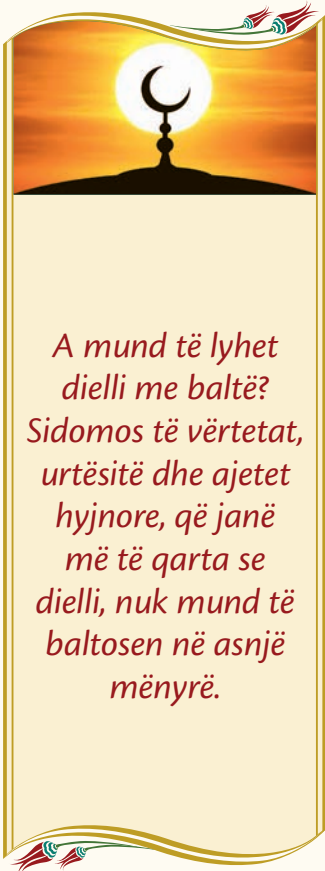 A mund të lyhet
dielli me baltë?
Sidomos të vërtetat,
urtësitë dhe ajetet
hyjnore, që janë
më të qarta se
dielli, nuk mund të
baltosen në asnjë
mënyrë.